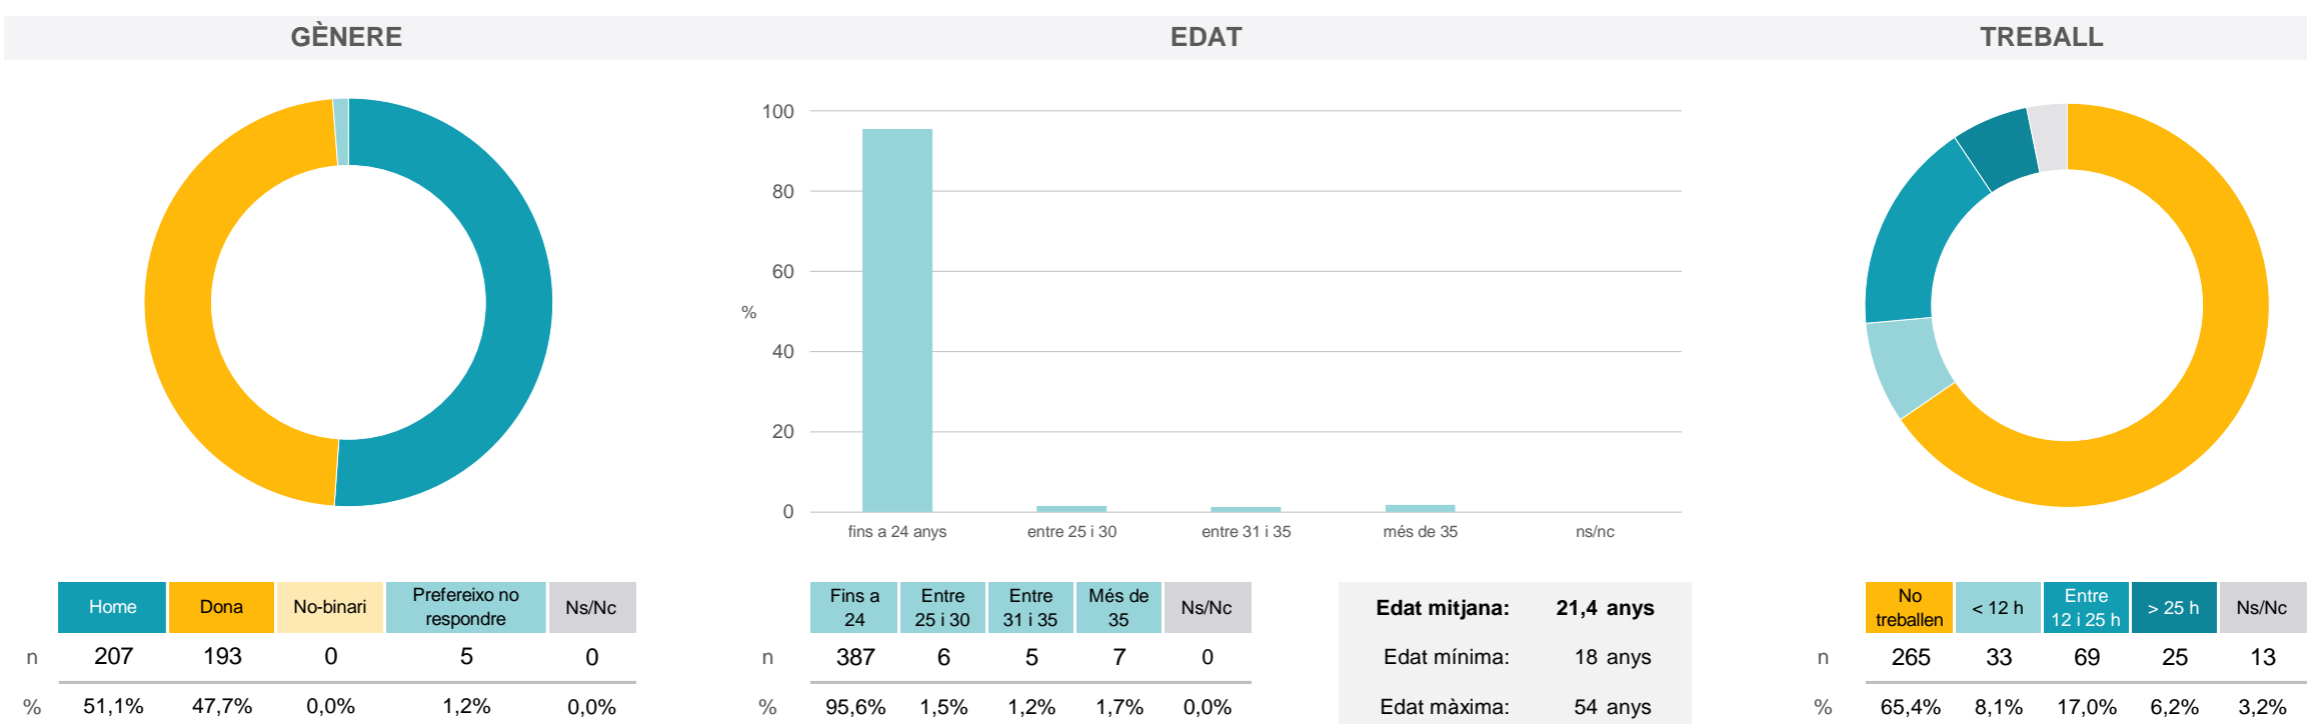 GÈNERE EDAT TREBALL
100
80
60
%
40
20
0
fins a 24 anys entre 25 i 30 entre 31 i 35 més de 35 ns/nc
Home Dona No-binari Prefereixo no respondre Ns/Nc
n 207 193 0 5 0
% 51,1% 47,7% 0,0% 1,2% 0,0%
Fins a 24 Entre 25 i 30 Entre 31 i 35 Més de 35 Ns/Nc
n 387 6 5 7 0
% 95,6% 1,5% 1,2% 1,7% 0,0%
Edat mitjana: 21,4 anys
Edat mínima: 18 anys
Edat màxima: 54 anys
No treballen < 12 h Entre 12 i 25 h > 25 h Ns/Nc
n 265 33 69 25 13
% 65,4% 8,1% 17,0% 6,2% 3,2%